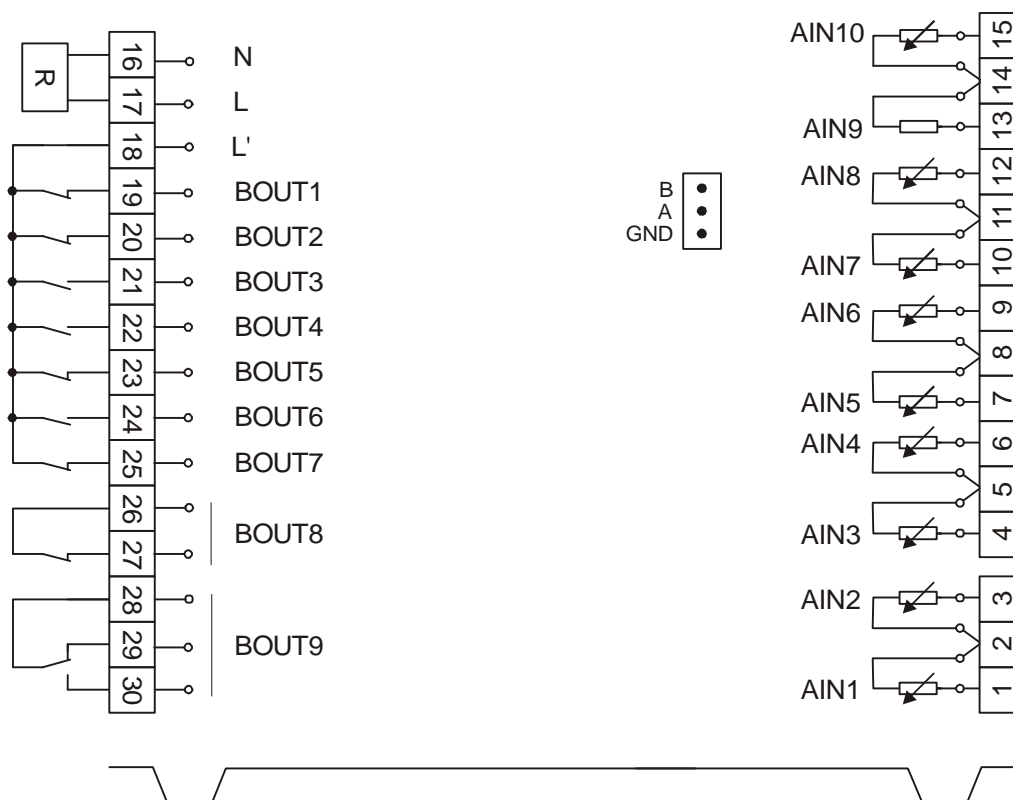 R
16 N
17 L
18 L'
19 BOUT1
20 BOUT2
21 BOUT3
22 BOUT4
23 BOUT5
24 BOUT6
25 BOUT7
26
BOUT8
27
28
29 BOUT9
30
B
A
GND
AIN10 15
14
AIN9 13
AIN8 12
11
AIN7 10
AIN6 9
8
AIN5 7
AIN4 6
5
AIN3 4
AIN2 3
2
AIN1 1